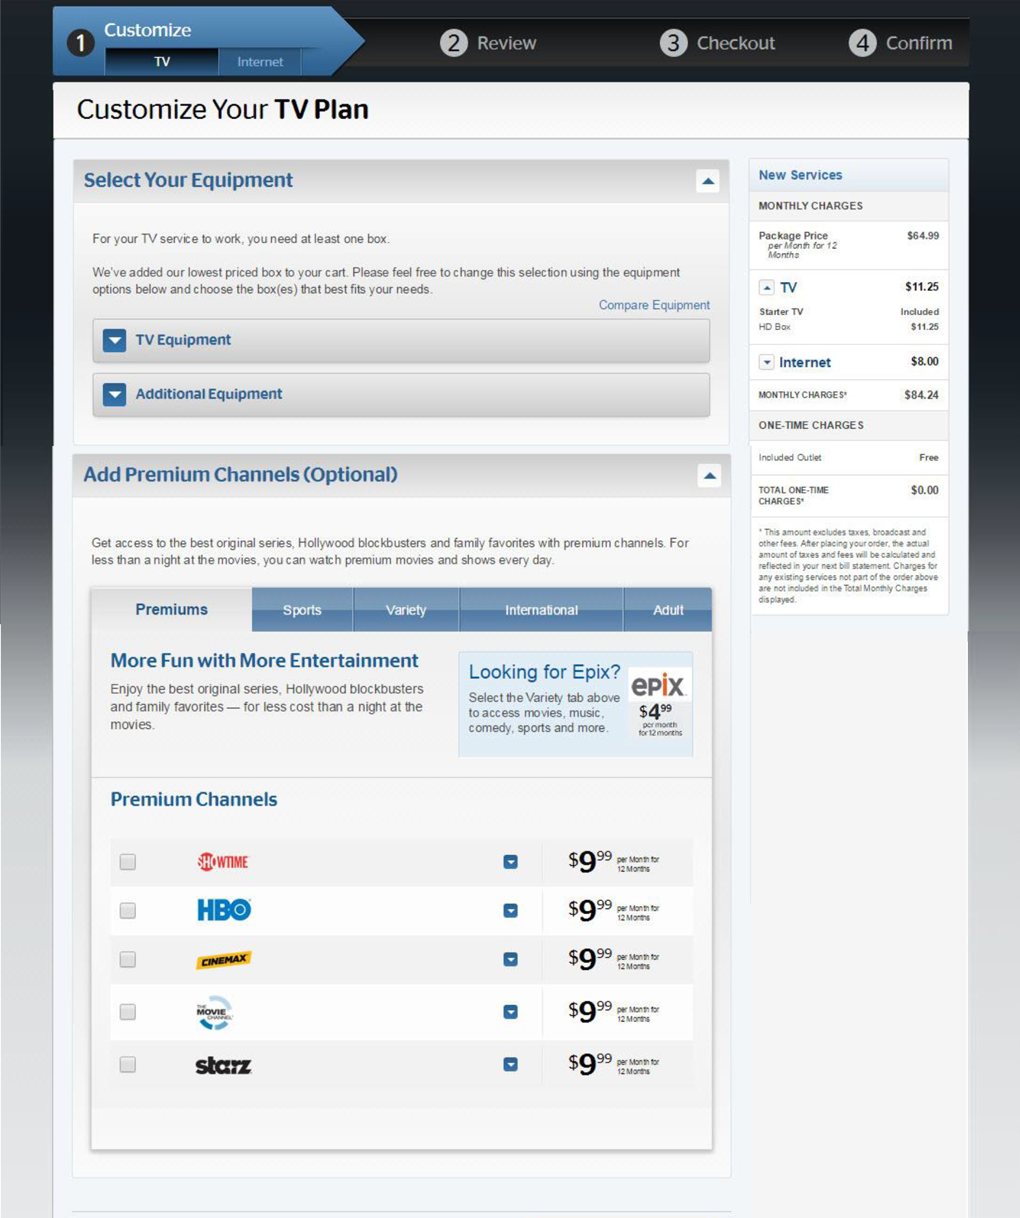 1 Customize
TV Internet
2 Review
3 Checkout
4 Confirm
Customize Your TV Plan
Select Your Equipment
For your TV service to work, you need at least one box.
We've added our lowest priced box to your cart. Please feel free to change this selection using the equipment
options below and choose the box(es) that best fits your needs.
Compare Equipment
TV Equipment
Additional Equipment
Add Premium Channels (Optional)
Get access to the best original series, Hollywood blockbusters and family favorites with premium channels. For
less than a night at the movies, you can watch premium movies and shows every day.
Premiums Sports Variety International Adult
More Fun with More Entertainment
Enjoy the best original series, Hollywood blockbusters
and family favorites — for less cost than a night at the
movies.
Looking for Epix?
Select the Variety tab above
to access movies, music,
comedy, sports and more.
epix
$4.99
per month
for 12 months
Premium Channels
SHOWTIME $9.99 per Month for
12 Months
HBO $9.99 per Month for
12 Months
CINEMAX $9.99 per Month for
12 Months
THE
MOVIE
CHANNEL
$9.99 per Month for
12 Months
starz $9.99 per Month for
12 Months
New Services
MONTHLY CHARGES
Package Price $64.99
per Month for 12
Months
TV $11.25
Starter TV Included
HD Box $11.25
Internet $8.00
MONTHLY CHARGES* $84.24
ONE-TIME CHARGES
Included Outlet Free
TOTAL ONE-TIME $0.00
CHARGES*
* This amount excludes taxes, broadcast and
other fees. After placing your order, the actual
amount of taxes and fees will be calculated and
reflected in your next bill statement. Charges for
any existing services not part of the order above
are not included in the Total Monthly Charges
displayed.